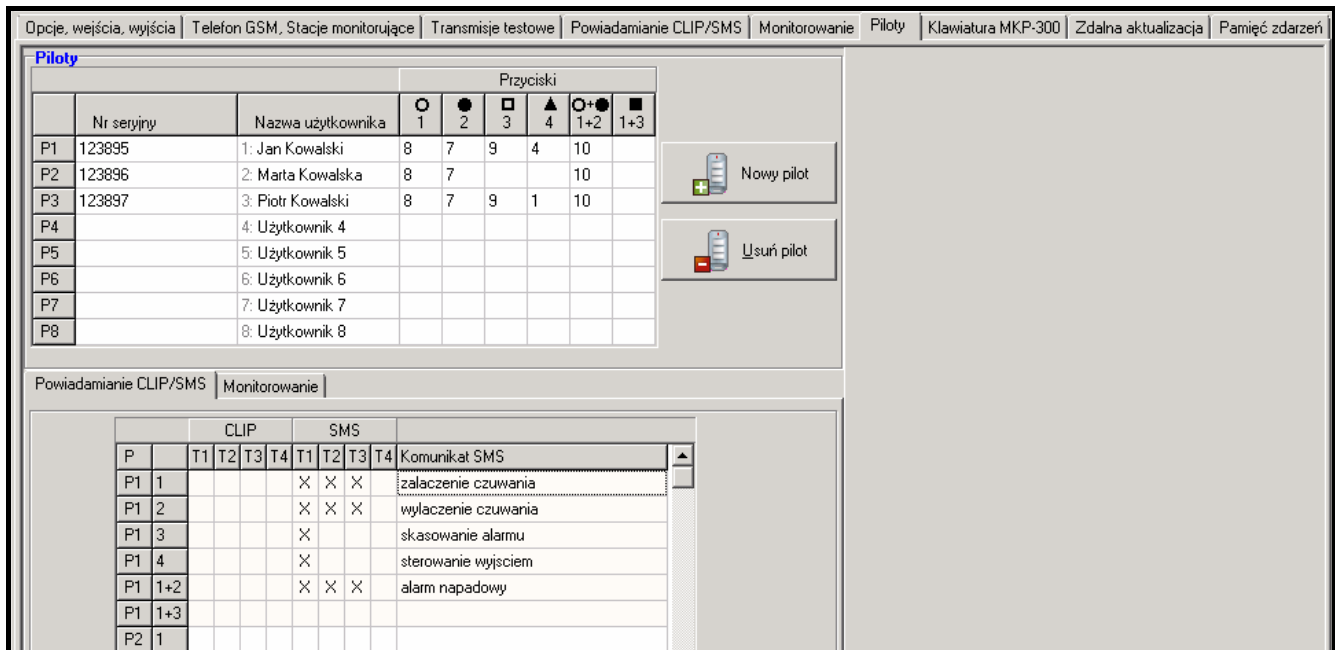 Opcje, wejścia, wyjścia Telefon GSM, Stacje monitorujące Transmisje testowe Powiadamianie CLIP/SMS Monitorowanie Piloty Klawiatura MKP-300 Zdalna aktualizacja Pamięć zdarzeń
Piloty
Przyciski
Nr seryjny Nazwa użytkownika 1 2 3 4 1+2 1+3
P1 123895 1: Jan Kowalski 8 7 9 4 10
P2 123896 2: Marta Kowalska 8 7 10
P3 123897 3: Piotr Kowalski 8 7 9 1 10
P4 4: Użytkownik 4
P5 5: Użytkownik 5
P6 6: Użytkownik 6
P7 7: Użytkownik 7
P8 8: Użytkownik 8
Nowy pilot
Usuń pilot
Powiadamianie CLIP/SMS Monitorowanie
CLIP SMS
P T1 T2 T3 T4 T1 T2 T3 T4 Komunikat SMS
P1 1 X X X zalaczenie czuwania
P1 2 X X X wylaczenie czuwania
P1 3 X skasowanie alarmu
P1 4 X sterowanie wyjsciem
P1 1+2 X X X alarm napadowy
P1 1+3
P2 1